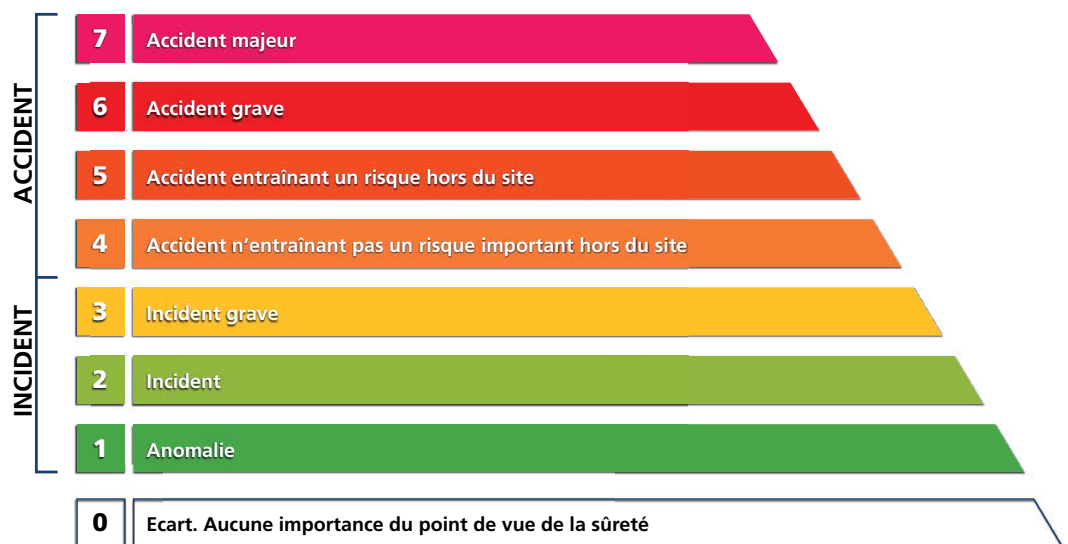 ACCIDENT
7 Accident majeur
6 Accident grave
5 Accident entraînant un risque hors du site
4 Accident n’entraînant pas un risque important hors du site
INCIDENT
3 Incident grave
2 Incident
1 Anomalie
0 Ecart. Aucune importance du point de vue de la sûreté